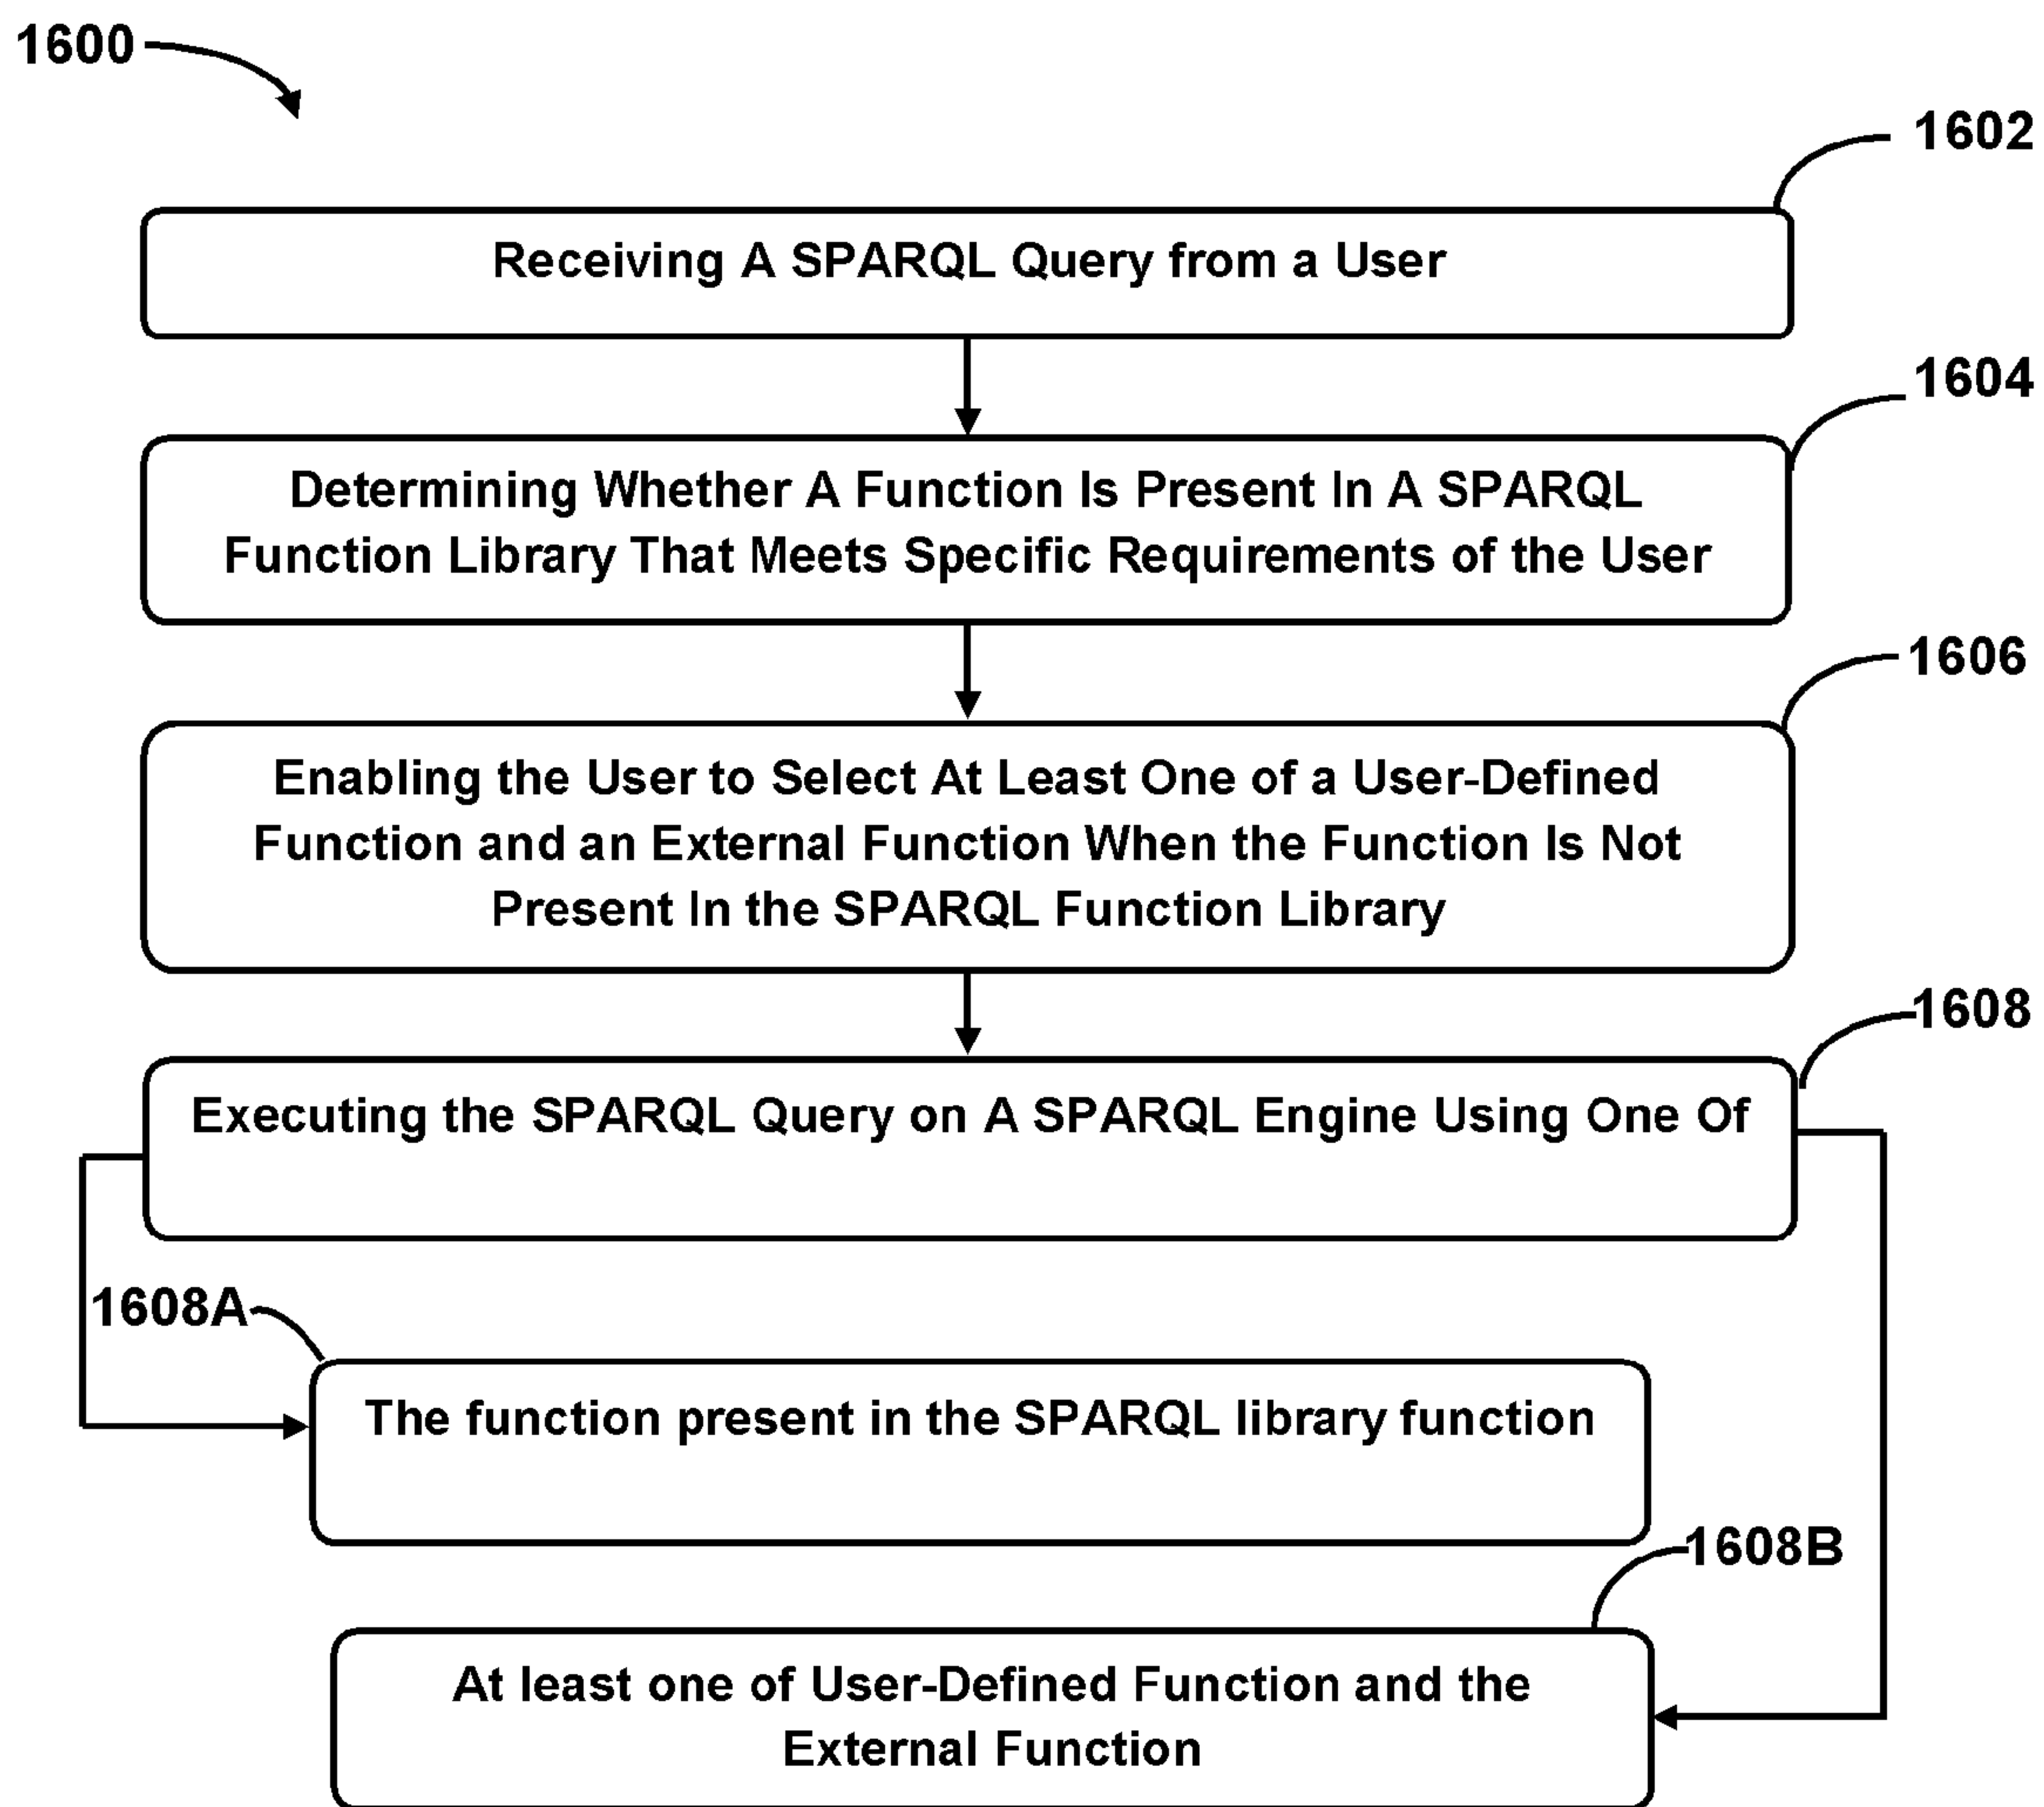 1600
1602
Receiving A SPARQL Query from a User
1604
Determining Whether A Function Is Present In A SPARQL
Function Library That Meets Specific Requirements of the User
1606
Enabling the User to Select At Least One of a User-Defined
Function and an External Function When the Function Is Not
Present In the SPARQL Function Library
1608
Executing the SPARQL Query on A SPARQL Engine Using One Of
1608A
The function present in the SPARQL library function
1608B
At least one of User-Defined Function and the
External Function